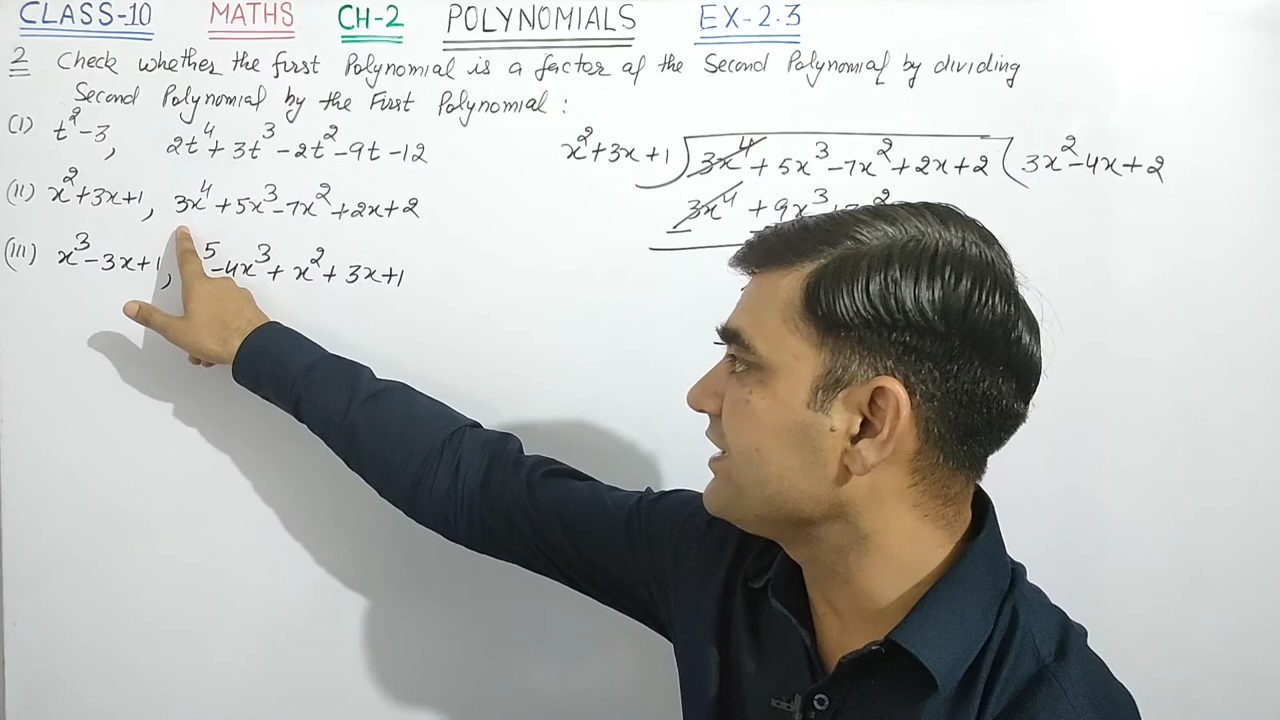 CLASS-10 MATHS CH-2 POLYNOMIALS EX-2.3
2 Check whether the first Polynomial is a factor of the Second Polynomial by dividing
Second Polynomial by the First Polynomial :
(i) t²-3, 2t⁴+3t³-2t²-9t-12
(ii) x²+3x+1, 3x⁴+5x³-7x²+2x+2
(iii) x³-3x+1, ⁵-4x³+x²+3x+1
x²+3x+1)3x⁴+5x³-7x²+2x+2(3x²-4x+2
3x⁴+9x³